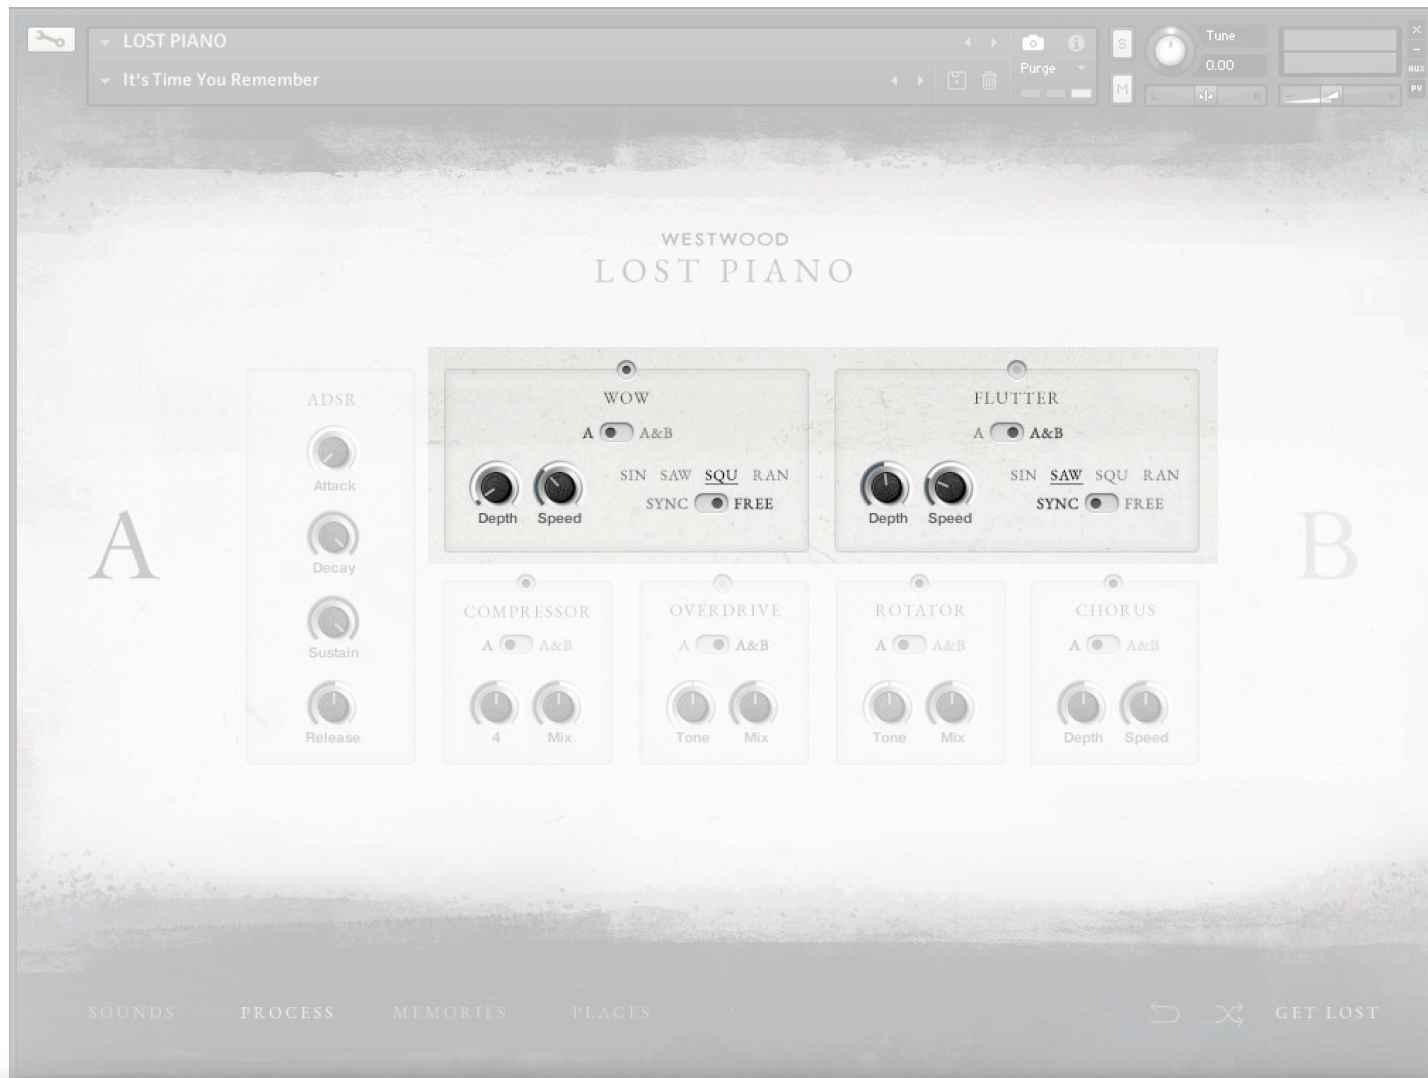 LOST PIANO
It's Time You Remember
Purge
S
M
Tune
0.00
L R
- +
X
-
AUX
PV
WESTWOOD
LOST PIANO
A
B
ADSR
Attack
Decay
Sustain
Release
WOW
A A&B
SIN SAW SQU RAN
SYNC FREE
Depth Speed
FLUTTER
A A&B
SIN SAW SQU RAN
SYNC FREE
Depth Speed
COMPRESSOR
A A&B
4 Mix
OVERDRIVE
A A&B
Tone Mix
ROTATOR
A A&B
Tone Mix
CHORUS
A A&B
Depth Speed
SOUNDS PROCESS MEMORIES PLACES GET LOST